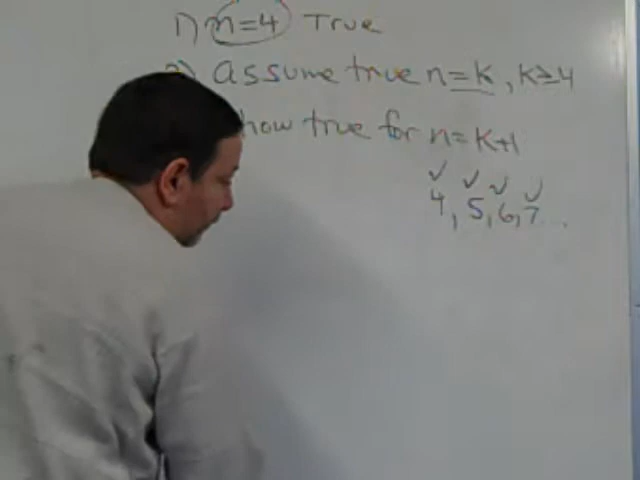 1) n=4 True
assume true n=k, k≥4
how true for n=k+1
✓ ✓ ✓ ✓
4, 5, 6, 7...